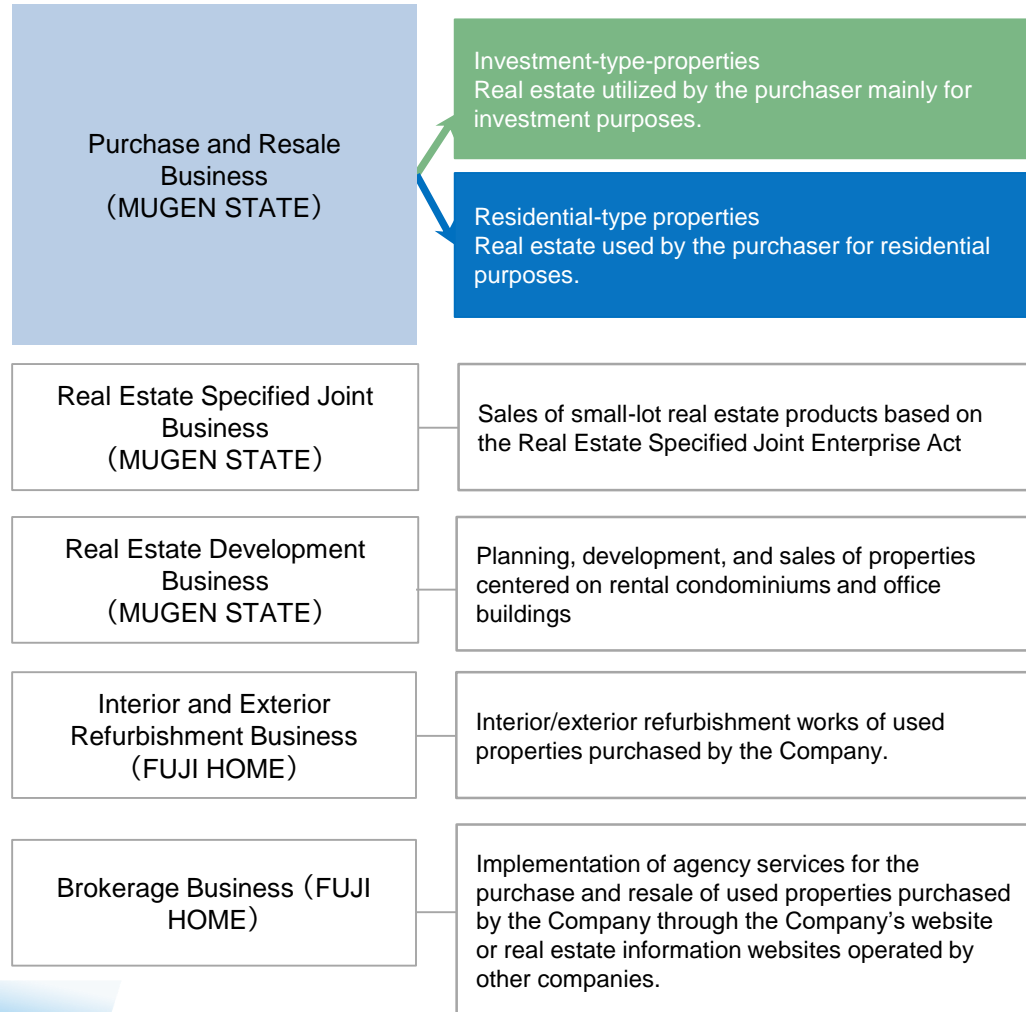 Purchase and Resale
Business
（MUGEN STATE）
Investment-type-properties
Real estate utilized by the purchaser mainly for
investment purposes.
Residential-type properties
Real estate used by the purchaser for residential
purposes.
Real Estate Specified Joint
Business
（MUGEN STATE）
Sales of small-lot real estate products based on
the Real Estate Specified Joint Enterprise Act
Real Estate Development
Business
（MUGEN STATE）
Planning, development, and sales of properties
centered on rental condominiums and office
buildings
Interior and Exterior
Refurbishment Business
（FUJI HOME）
Interior/exterior refurbishment works of used
properties purchased by the Company.
Brokerage Business（FUJI
HOME）
Implementation of agency services for the
purchase and resale of used properties purchased
by the Company through the Company’s website
or real estate information websites operated by
other companies.